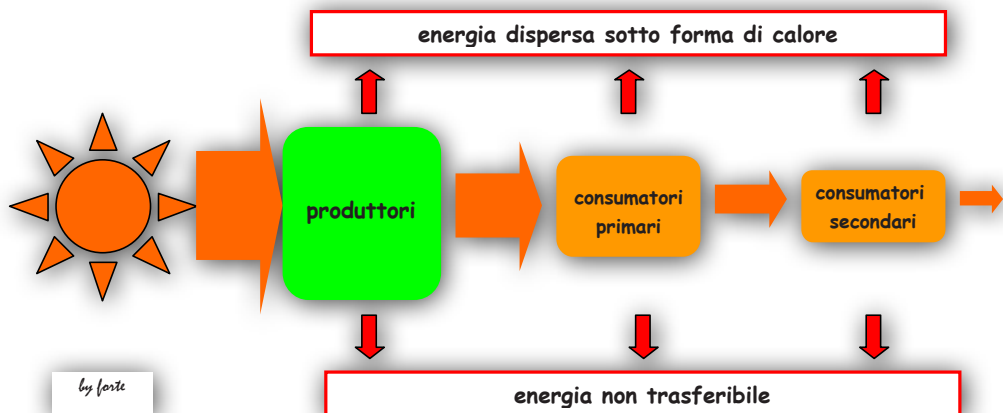 energia dispersa sotto forma di calore
produttori
consumatori
primari
consumatori
secondari
by forte
energia non trasferibile